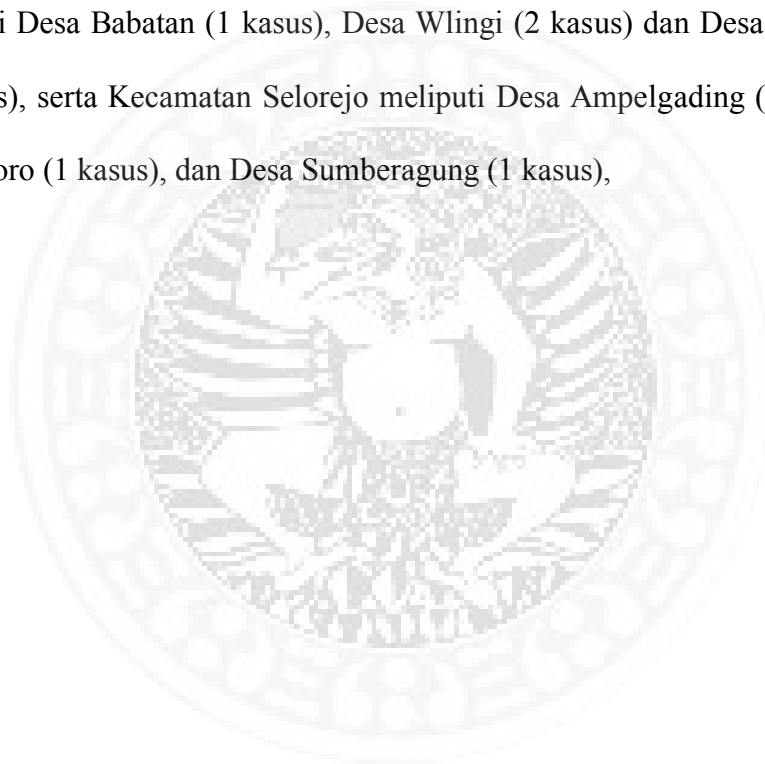 i Desa Babatan (1 kasus), Desa Wlingi (2 kasus) dan Desa
s), serta Kecamatan Selorejo meliputi Desa Ampelgading (
oro (1 kasus), dan Desa Sumberagung (1 kasus),